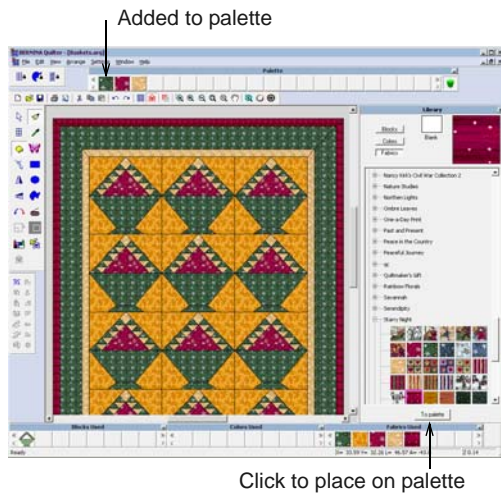 Added to palette
BERNINA Quilter - [Baskets.arq]
File Edit View Arrange Settings Window Help
Palette
Library
Blocks
Colors
Fabrics
Blank
Nancy Kirk's Civil War Collection 2
Nature Studies
Northern Lights
Ombre Leaves
One-a-Day Print
Past and Present
Peace in the Country
Peaceful Journey
Quiltmaker's Gift
Rainbow Florals
Savannah
Serendipity
Starry Night
To palette
Blocks Used Colors Used Fabrics Used
Ready
Click to place on palette